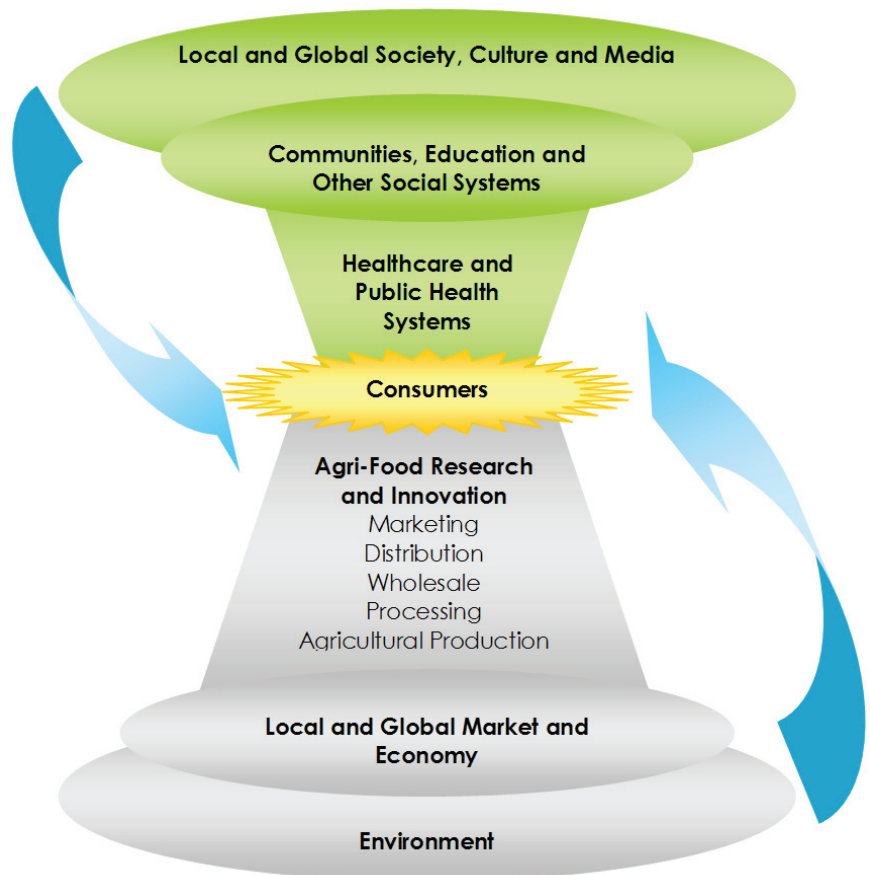 Local and Global Society, Culture and Media
Communities, Education and
Other Social Systems
Healthcare and
Public Health
Systems
Consumers
Agri-Food Research
and Innovation
Marketing
Distribution
Wholesale
Processing
Agricultural Production
Local and Global Market and
Economy
Environment